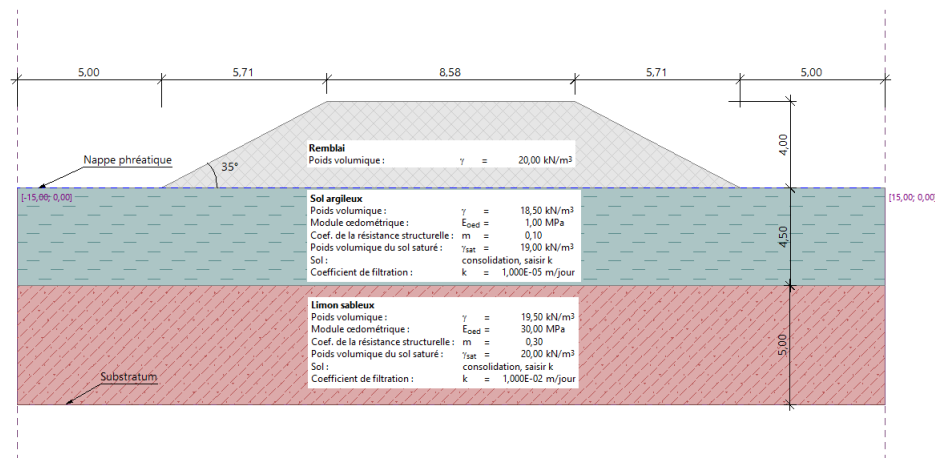 5,00 5,71 8,58 5,71 5,00
4,00
Nappe phréatique
35°
Remblai
Poids volumique : γ = 20,00 kN/m³
[-15,00; 0,00]
[15,00; 0,00]
Sol argileux
Poids volumique : γ = 18,50 kN/m³
Module œdométrique : Eoed = 1,00 MPa
Coef. de la résistance structurelle : m = 0,10
Poids volumique du sol saturé : γsat = 19,00 kN/m³
Sol : consolidation, saisir k
Coefficient de filtration : k = 1,000E-05 m/jour
4,50
Limon sableux
Poids volumique : γ = 19,50 kN/m³
Module œdométrique : Eoed = 30,00 MPa
Coef. de la résistance structurelle : m = 0,30
Poids volumique du sol saturé : γsat = 20,00 kN/m³
Sol : consolidation, saisir k
Coefficient de filtration : k = 1,000E-02 m/jour
5,00
Substratum